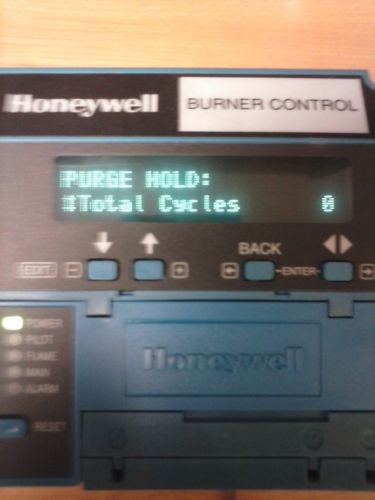 Honeywell
BURNER CONTROL
PURGE HOLD:
#Total Cycles 0
BACK
EDIT - + ENTER
POWER
PILOT
FLAME
MAIN
ALARM
Honeywell
RESET